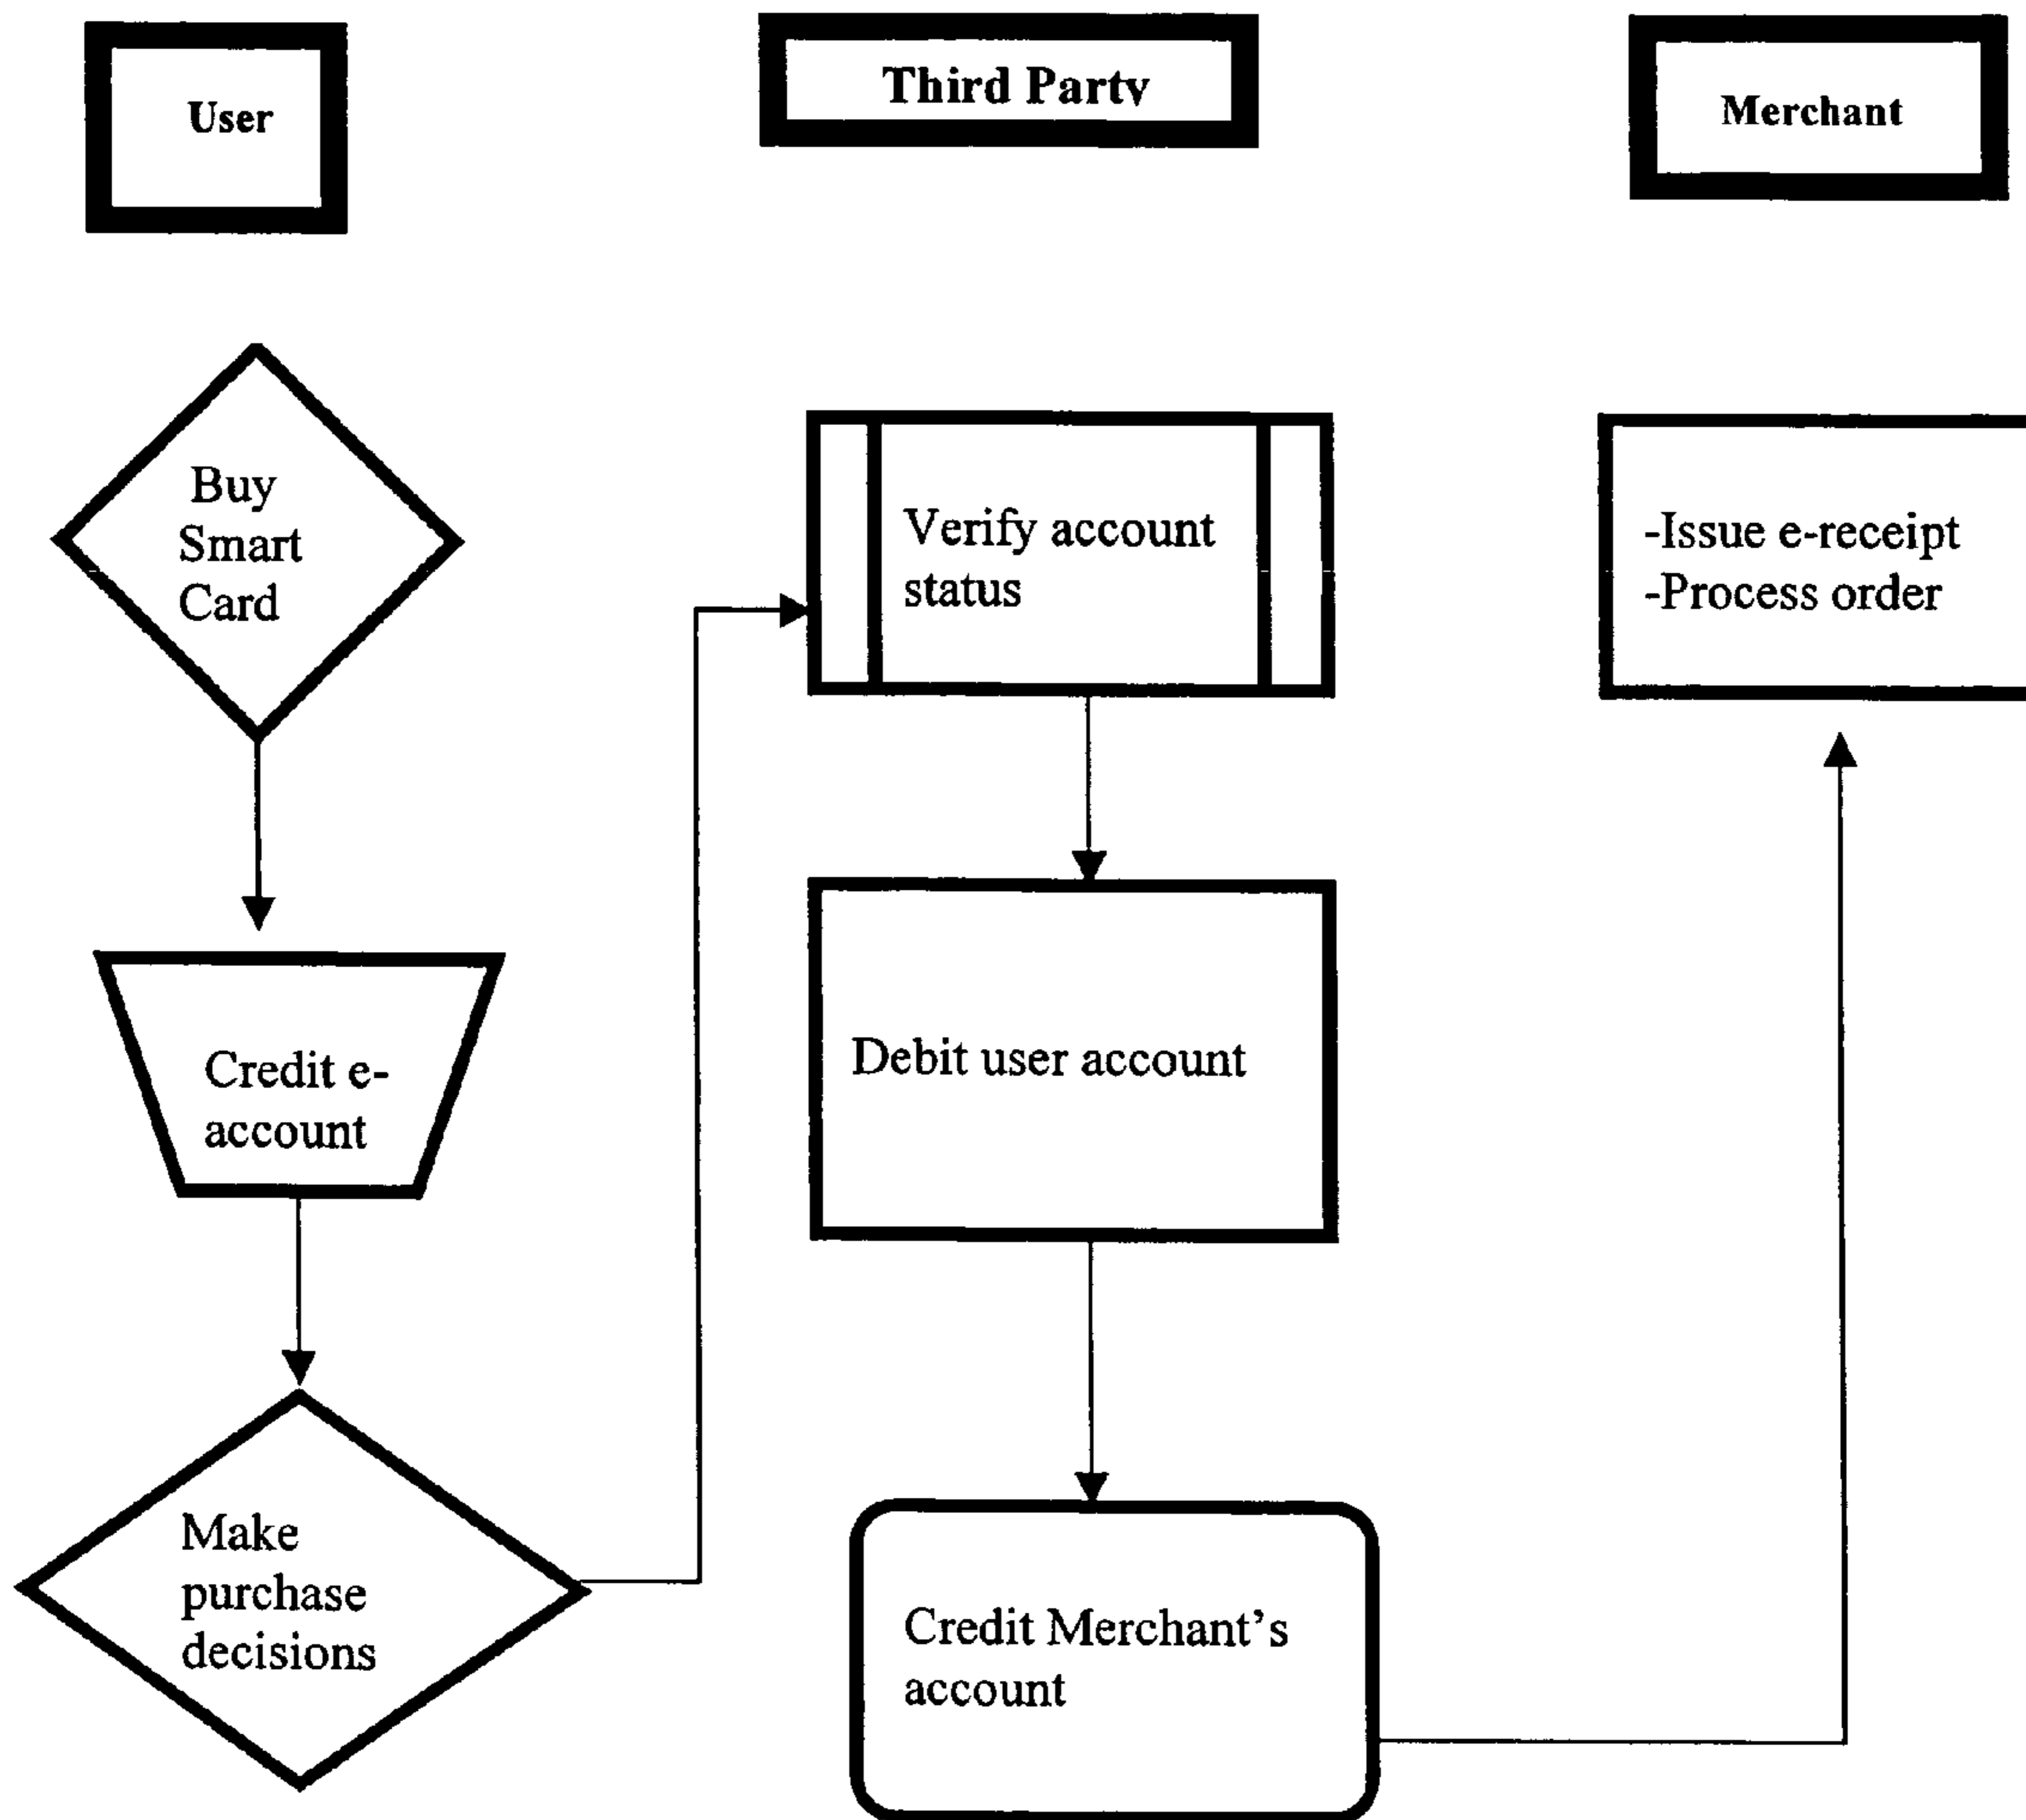 User
Third Party
Merchant
Buy
Smart
Card
Credit e-
account
Make
purchase
decisions
Verify account
status
Debit user account
Credit Merchant's
account
-Issue e-receipt
-Process order